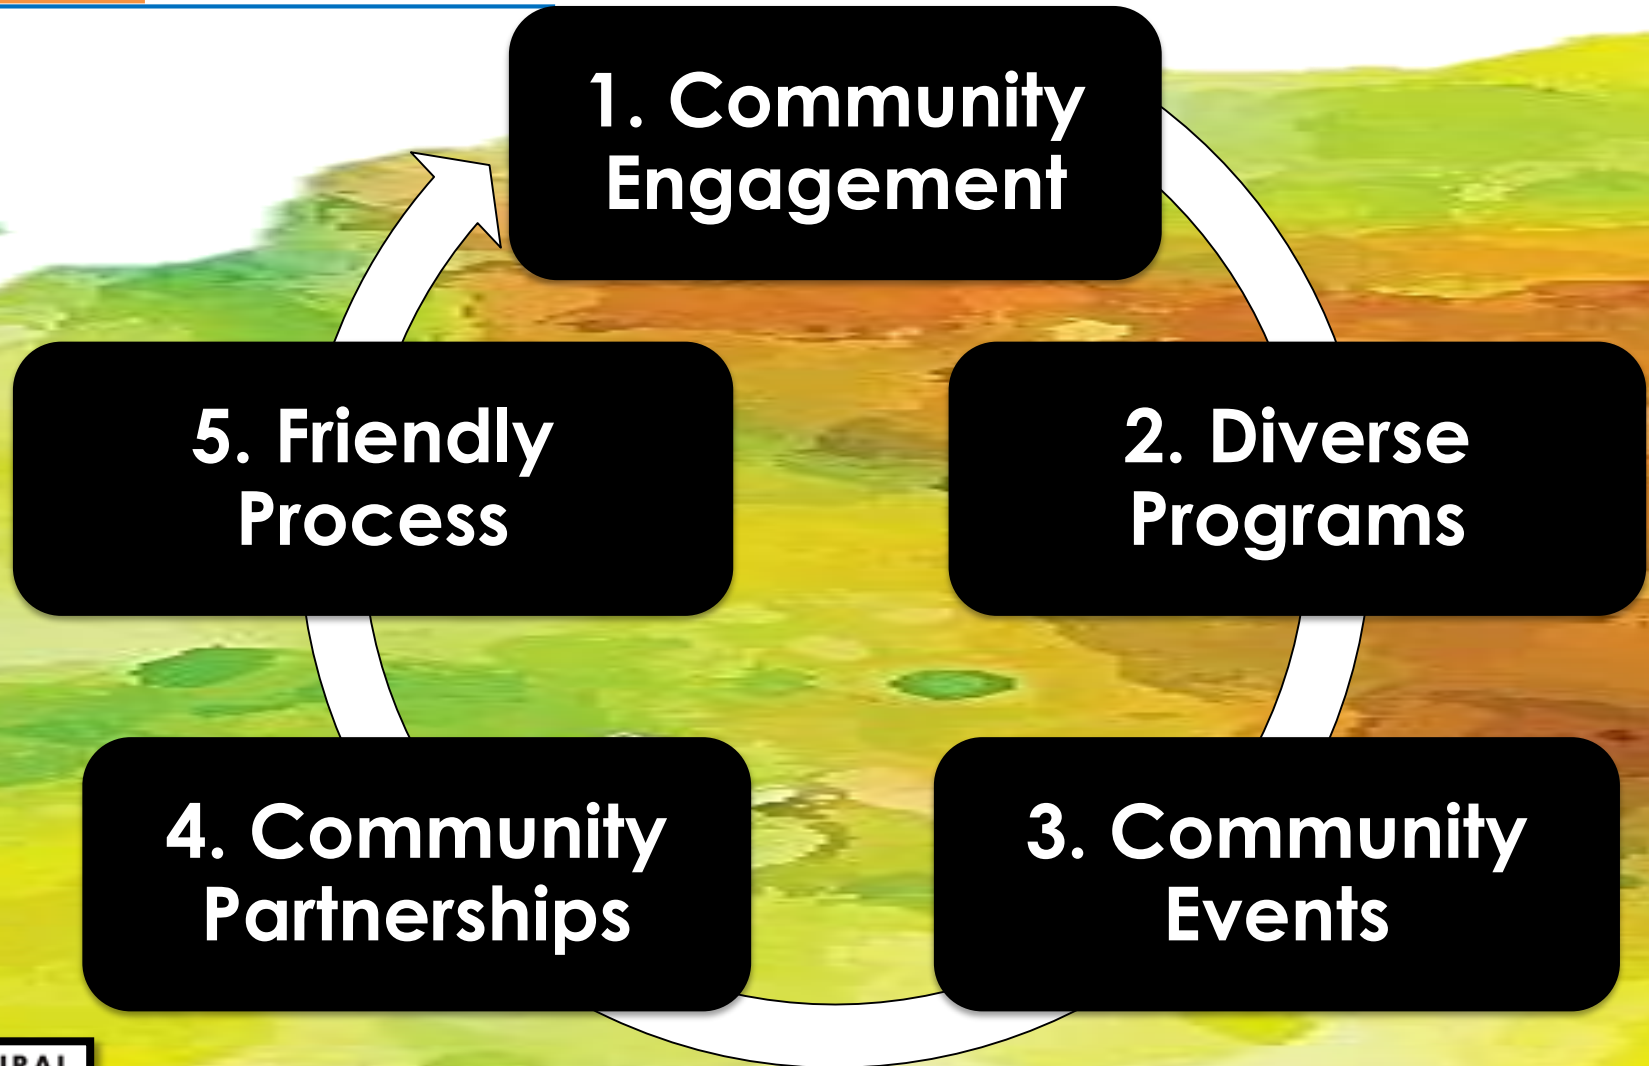 1. Community
Engagement
2. Diverse
Programs
3. Community
Events
4. Community
Partnerships
5. Friendly
Process